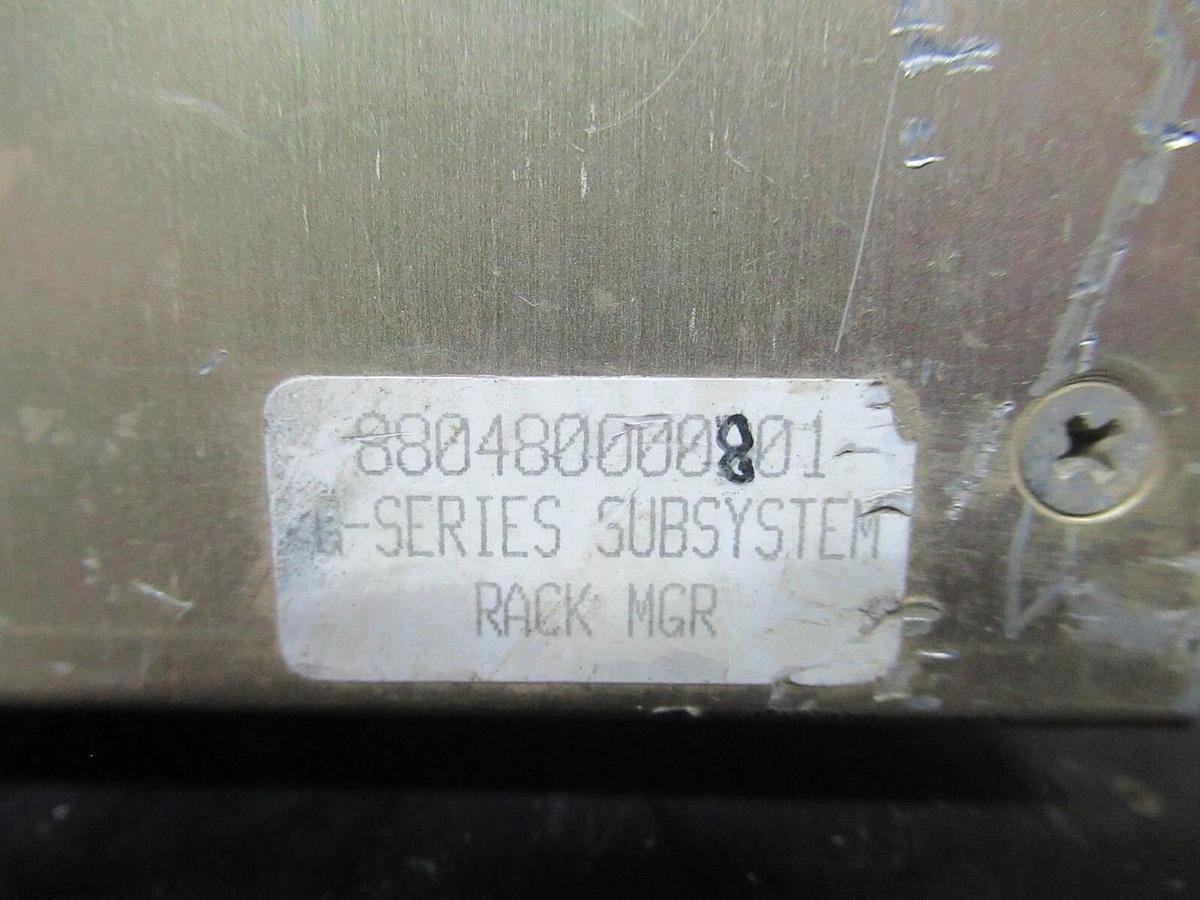 880480000801
G-SERIES SUBSYSTEM
RACK MGR